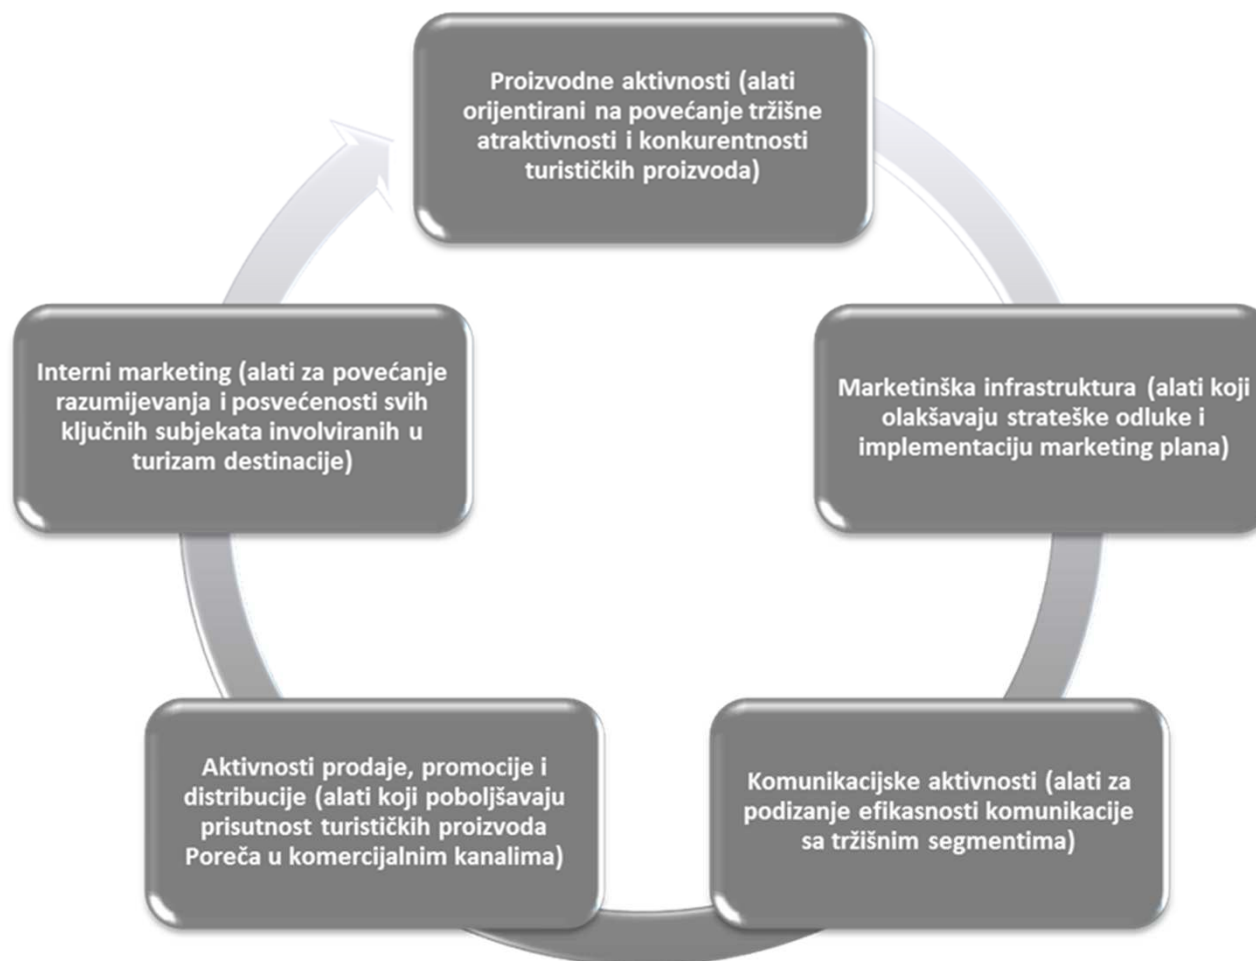 Proizvodne aktivnosti (alati
orijentirani na povećanje tržišne
atraktivnosti i konkurentnosti
turističkih proizvoda)
Marketinška infrastruktura (alati koji
olakšavaju strateške odluke i
implementaciju marketing plana)
Komunikacijske aktivnosti (alati za
podizanje efikasnosti komunikacije
sa tržišnim segmentima)
Aktivnosti prodaje, promocije i
distribucije (alati koji poboljšavaju
prisutnost turističkih proizvoda
Poreča u komercijalnim kanalima)
Interni marketing (alati za povećanje
razumijevanja i posvećenosti svih
ključnih subjekata involviranih u
turizam destinacije)